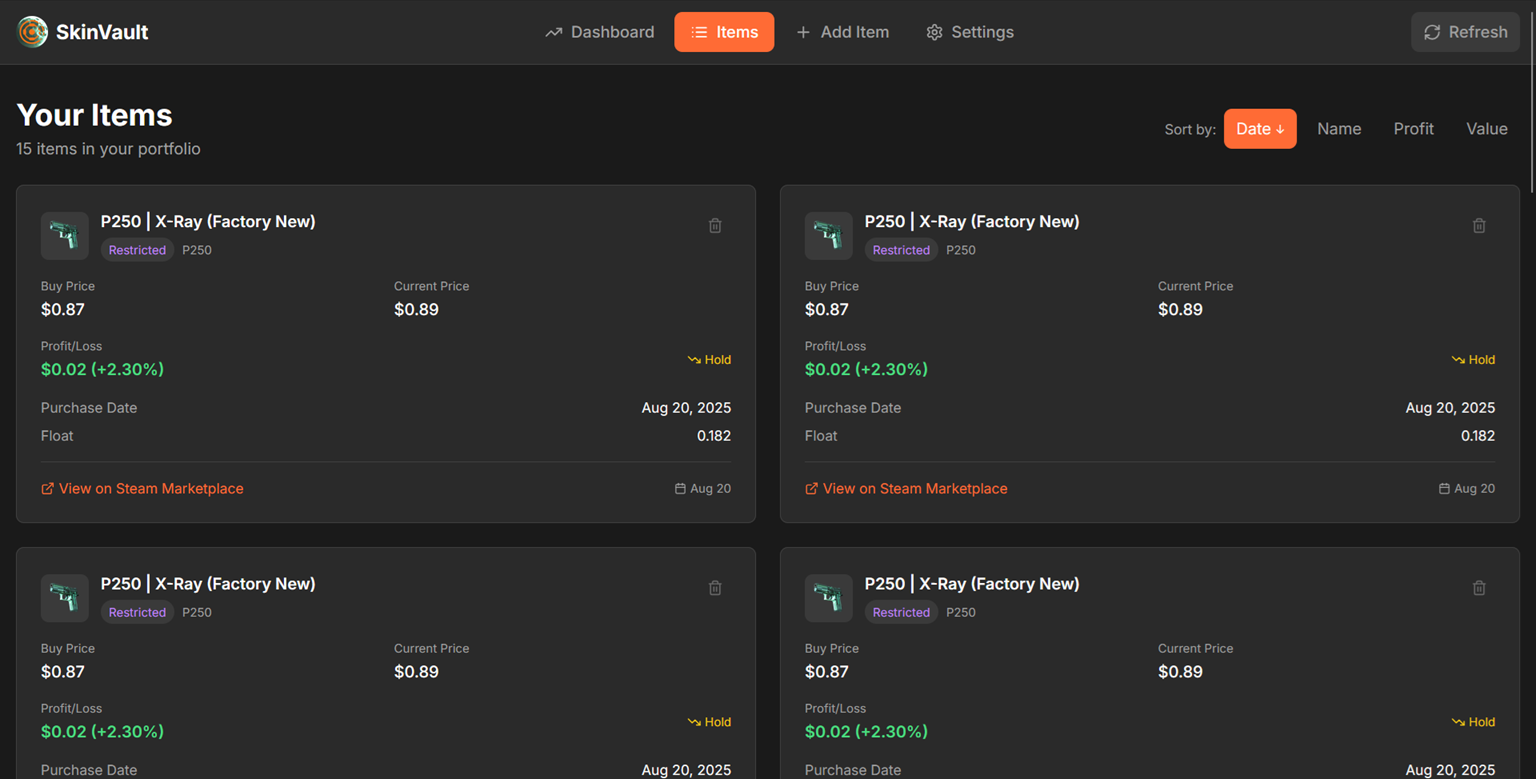 SkinVault
Dashboard
Items
Add Item
Settings
Refresh
Your Items
15 items in your portfolio
Sort by:
Date ↓
Name
Profit
Value
P250 | X-Ray (Factory New)
Restricted
P250
Buy Price
$0.87
Current Price
$0.89
Profit/Loss
$0.02 (+2.30%)
Hold
Purchase Date
Aug 20, 2025
Float
0.182
View on Steam Marketplace
Aug 20
P250 | X-Ray (Factory New)
Restricted
P250
Buy Price
$0.87
Current Price
$0.89
Profit/Loss
$0.02 (+2.30%)
Hold
Purchase Date
Aug 20, 2025
Float
0.182
View on Steam Marketplace
Aug 20
P250 | X-Ray (Factory New)
Restricted
P250
Buy Price
$0.87
Current Price
$0.89
Profit/Loss
$0.02 (+2.30%)
Hold
Purchase Date
Aug 20, 2025
P250 | X-Ray (Factory New)
Restricted
P250
Buy Price
$0.87
Current Price
$0.89
Profit/Loss
$0.02 (+2.30%)
Hold
Purchase Date
Aug 20, 2025